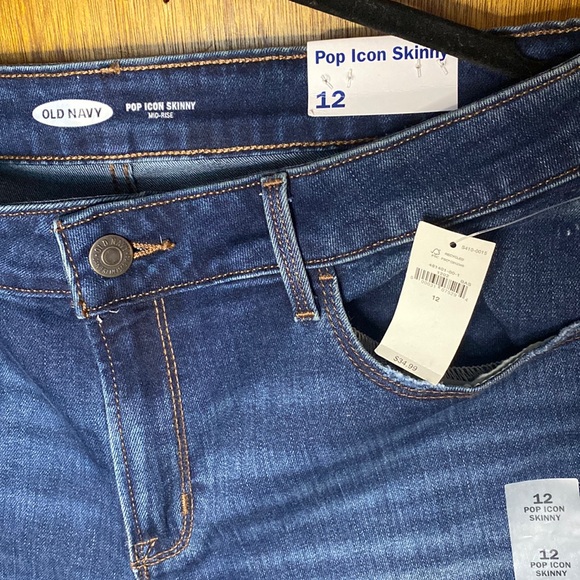 Pop Icon Skinny
12
OLD NAVY
POP ICON SKINNY
MID-RISE
12
$34.99
12
POP ICON
SKINNY
12
POP ICON
SKINNY